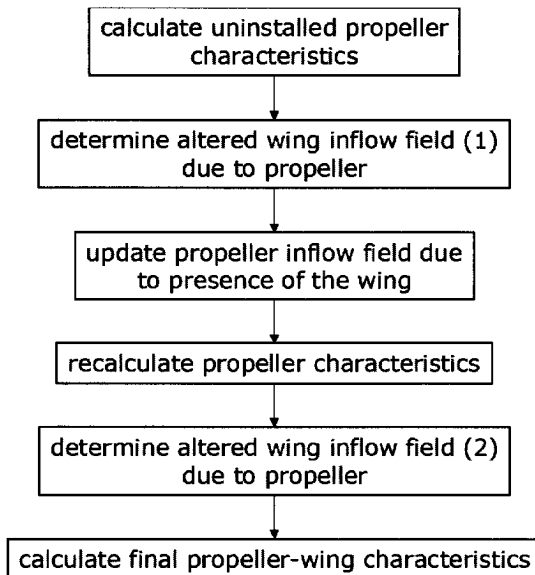 calculate uninstalled propeller
characteristics
determine altered wing inflow field (1)
due to propeller
update propeller inflow field due
to presence of the wing
recalculate propeller characteristics
determine altered wing inflow field (2)
due to propeller
calculate final propeller-wing characteristics